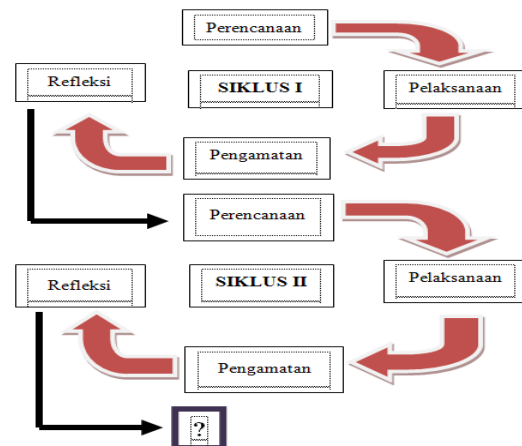 Perencanaan
Refleksi
SIKLUS I
Pelaksanaan
Pengamatan
Perencanaan
Refleksi
SIKLUS II
Pelaksanaan
Pengamatan
?